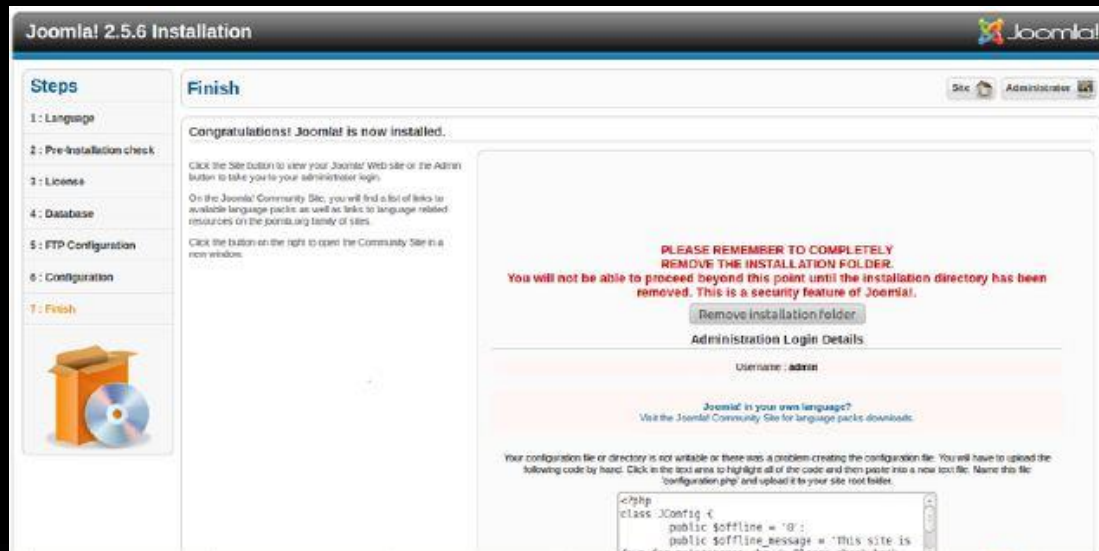 Joomla! 2.5.6 Installation
Joomla!
Steps
1 : Language
2 : Pre-Installation check
3 : License
4 : Database
5 : FTP Configuration
6 : Configuration
7 : Finish
Finish
Site
Administrator
Congratulations! Joomla! is now installed.
Click the Site button to view your Joomla! Web site or the Admin
button to take you to your administrator login.
On the Joomla! Community Site, you will find a list of links to
available language packs as well as links to language related
resources on the joomla.org family of sites.
Click the button on the right to open the Community Site in a
new window.
PLEASE REMEMBER TO COMPLETELY
REMOVE THE INSTALLATION FOLDER.
You will not be able to proceed beyond this point until the installation directory has been
removed. This is a security feature of Joomla!.
Remove installation folder
Administration Login Details
Username : admin
Joomla! in your own language?
Visit the Joomla! Community Site for language packs downloads.
Your configuration file or directory is not writable or there was a problem creating the configuration file. You will have to upload the
following code by hand. Click in the text area to highlight all of the code and then paste into a new text file. Name this file
'configuration.php' and upload it to your site root folder.
<?php
class JConfig {
public $offline = '0';
public $offline_message = 'This site is